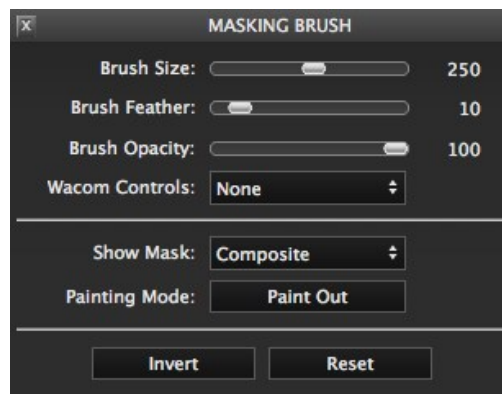 x MASKING BRUSH
Brush Size: 250
Brush Feather: 10
Brush Opacity: 100
Wacom Controls: None
Show Mask: Composite
Painting Mode: Paint Out
Invert Reset